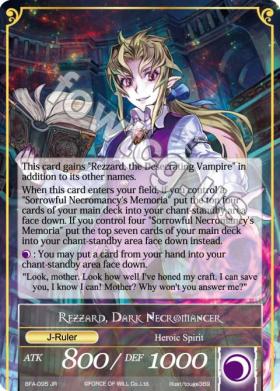 This card gains "Rezzard, the Desecrating Vampire" in
addition to its other names.
When this card enters your field, if you control a
"Sorrowful Necromancy's Memoria" put the top four
cards of your main deck into your chant-standby area
face down. If you control four "Sorrowful Necromancy's
Memoria" put the top seven cards of your main deck
into your chant-standby area face down instead.
: You may put a card from your hand into your
chant-standby area face down.
"Look, mother. Look how well I've honed my craft. I can save
you, I know I can! Mother? Why won't you answer me?"
REZZARD, DARK NECROMANCER
J-Ruler Heroic Spirit
ATK 800/ DEF 1000
BFA-095 JR ©FORCE OF WILL Co.,Ltd. Illust/touge369